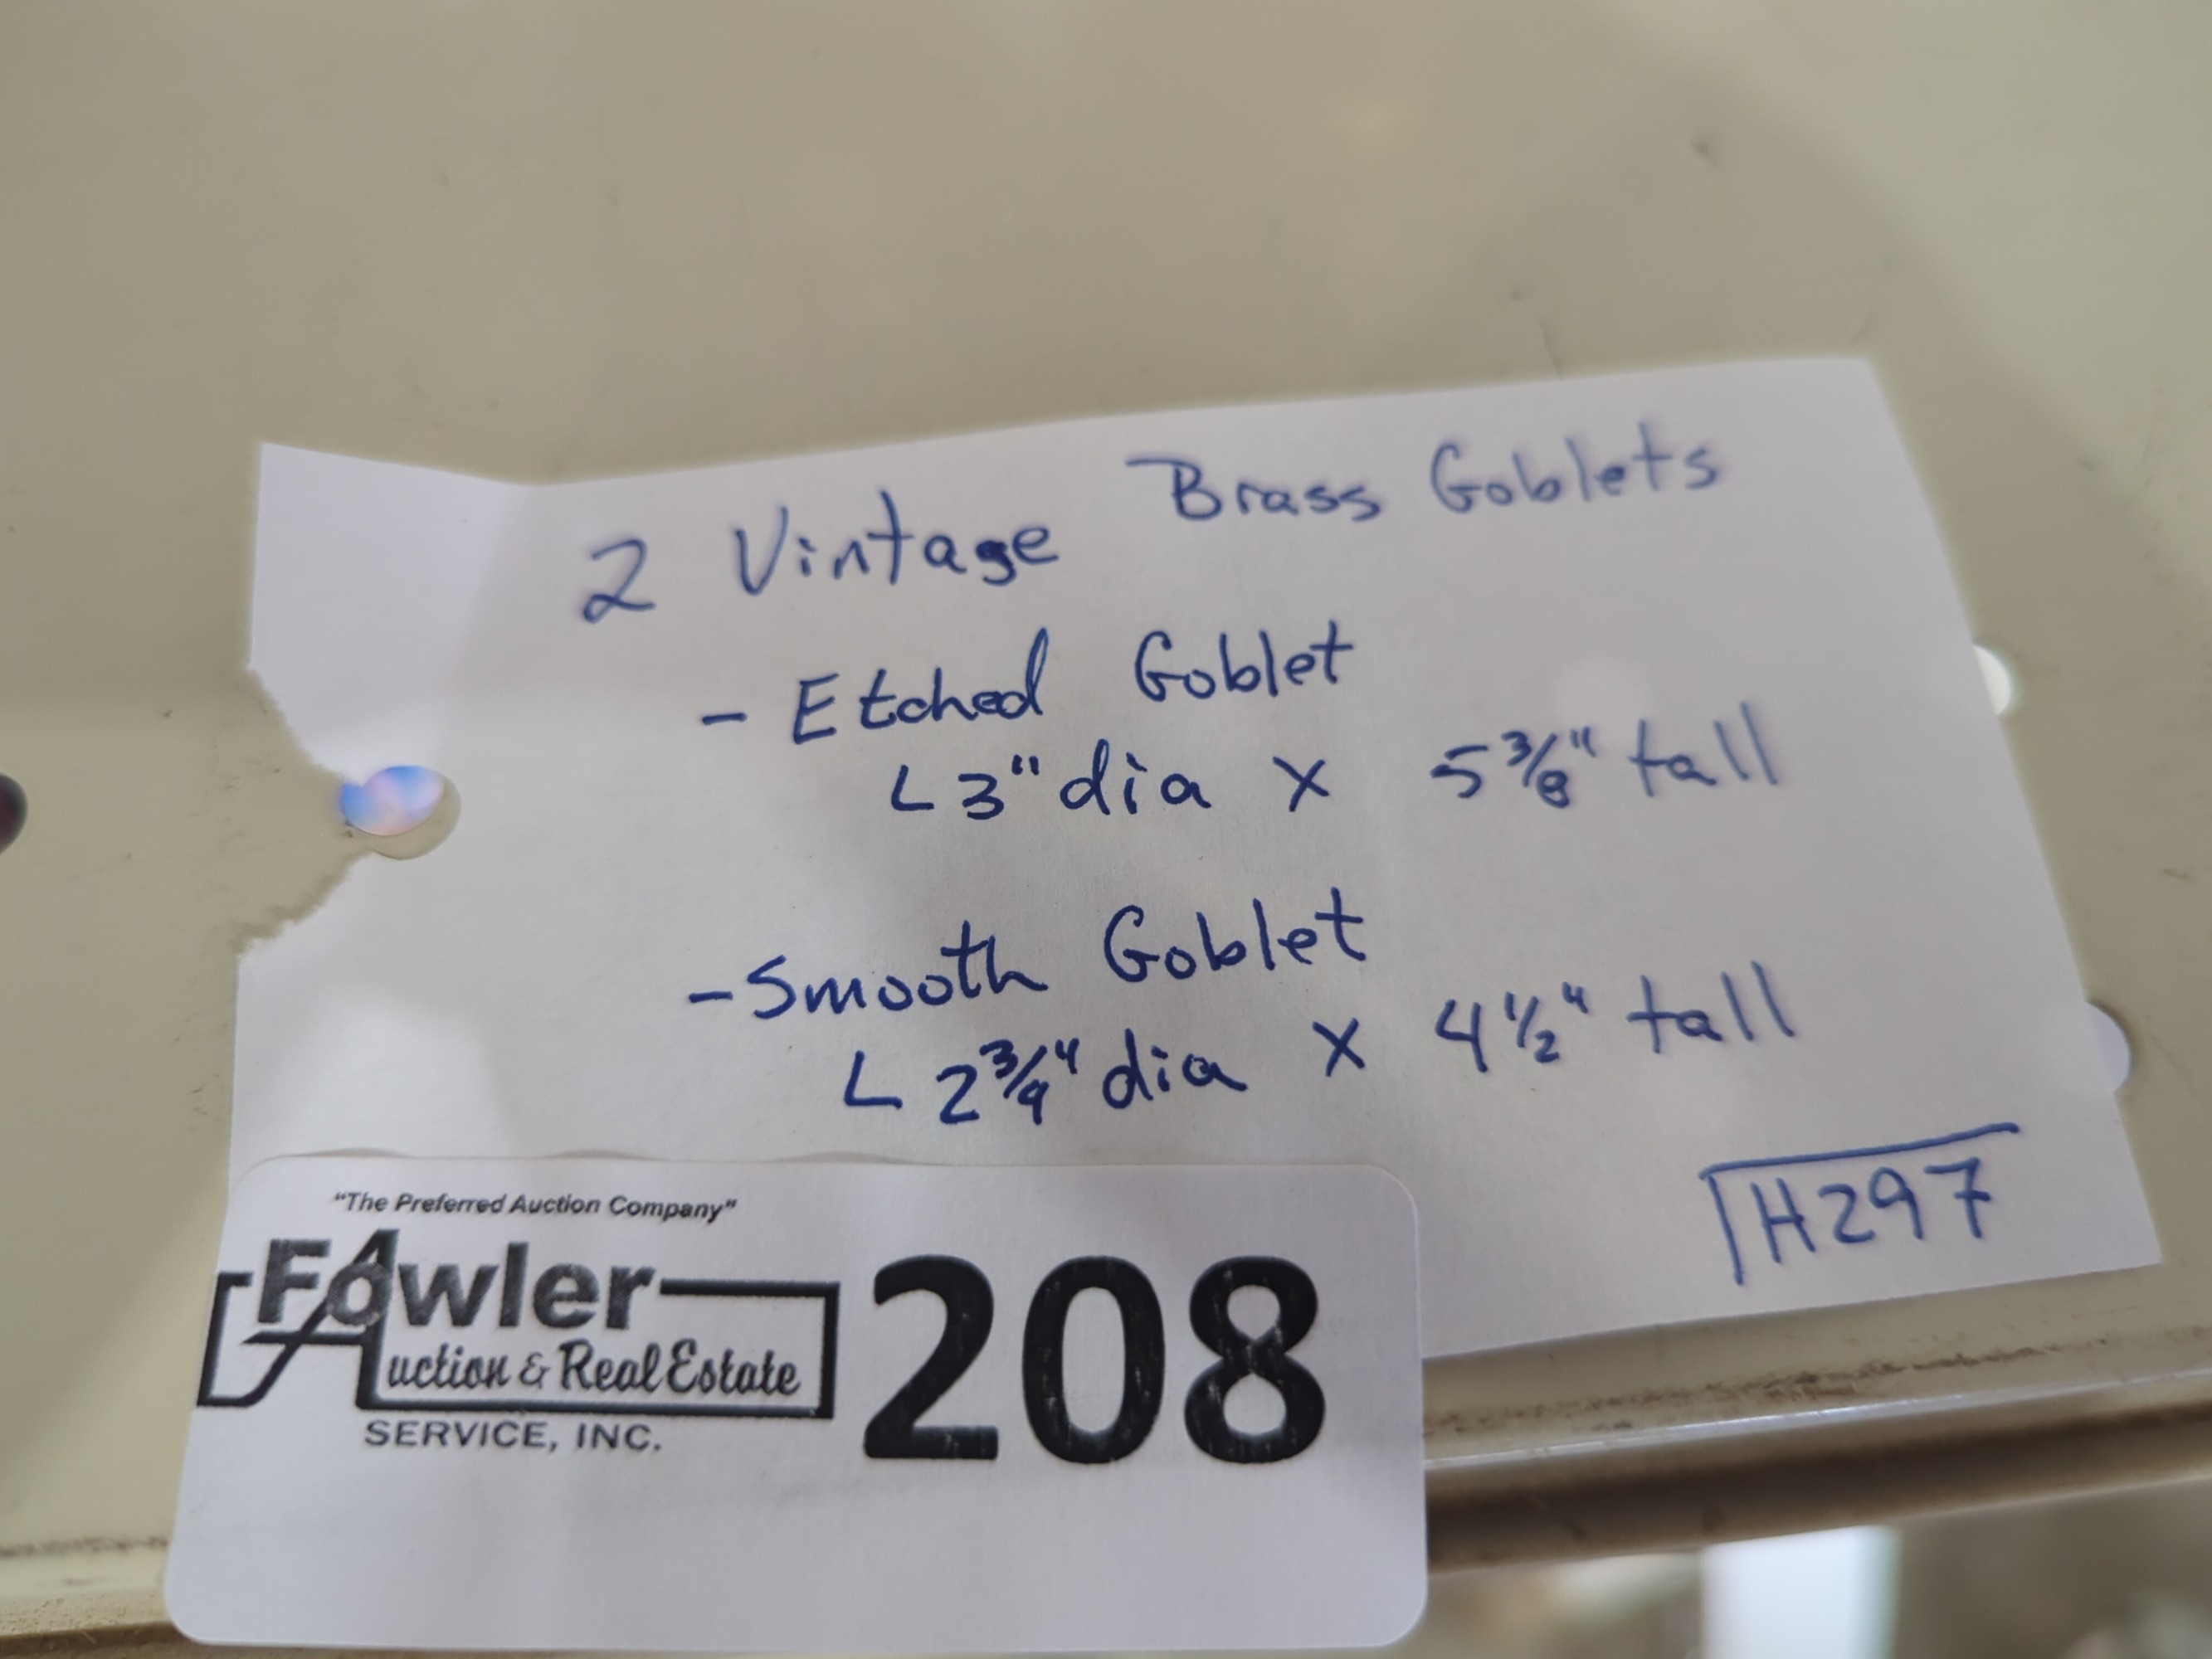 2 Vintage Brass Goblets
- Etched Goblet
3" dia X 5 3/8" tall
- Smooth Goblet
2 3/4" dia X 4 1/2" tall
H297
"The Preferred Auction Company"
Fowler
Auction & Real Estate
SERVICE, INC.
208